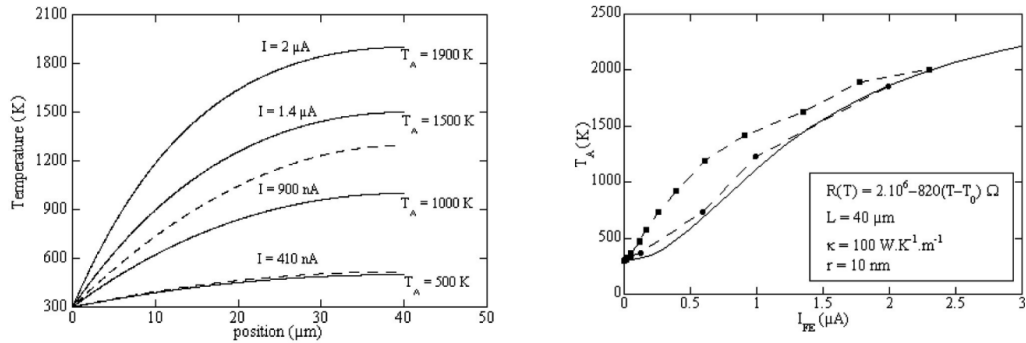 2100
1800
1500
1200
900
600
300
Temperature (K)
I = 2 µA
T_A = 1900 K
I = 1.4 µA
T_A = 1500 K
I = 900 nA
T_A = 1000 K
I = 410 nA
T_A = 500 K
0 10 20 30 40 50
position (µm)
2500
2000
1500
1000
500
0
T_A (K)
R(T) = 2.10⁶–820(T–T₀) Ω
L = 40 µm
κ = 100 W.K⁻¹.m⁻¹
r = 10 nm
0 0.5 1 1.5 2 2.5 3
I_FE (µA)